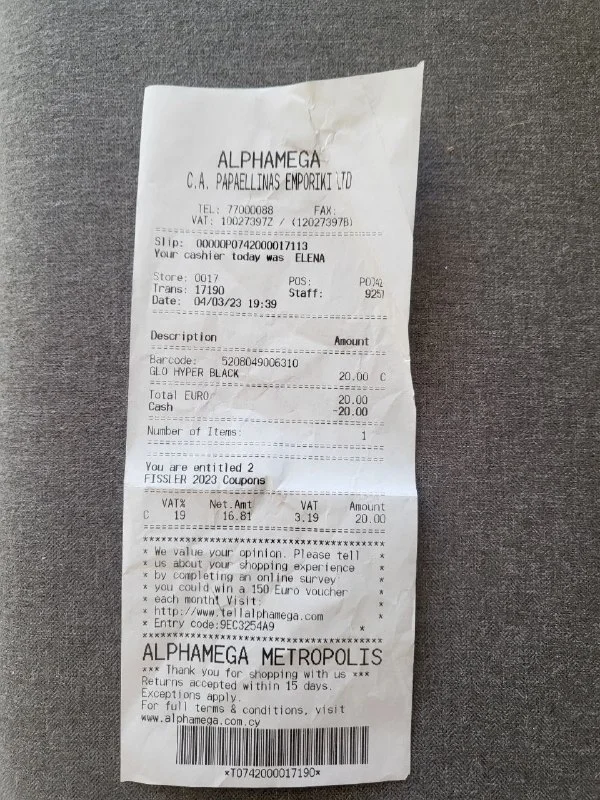 ALPHAMEGA
C.A. PAPAELLINAS EMPORIKI LTD
TEL: 77000088 FAX:
VAT: 10027397Z / (12027397B)
Slip: 00000P0742000017113
Your cashier today was ELENA
Store: 0017 POS: P0742
Trans: 17190 Staff: 9257
Date: 04/03/23 19:39
Description Amount
Barcode: 5208049006310
GLO HYPER BLACK 20.00 C
Total EURO 20.00
Cash -20.00
Number of Items: 1
You are entitled 2
FISSLER 2023 Coupons
VAT% Net.Amt VAT Amount
C 19 16.81 3.19 20.00
****************************************
* We value your opinion. Please tell *
* us about your shopping experience *
* by completing an online survey *
* you could win a 150 Euro voucher *
* each month! Visit: *
* http://www.tellalphamega.com *
* Entry code:9EC3254A9 *
****************************************
ALPHAMEGA METROPOLIS
*** Thank you for shopping with us ***
Returns accepted within 15 days.
Exceptions apply.
For full terms & conditions, visit
www.alphamega.com.cy
*T0742000017190*